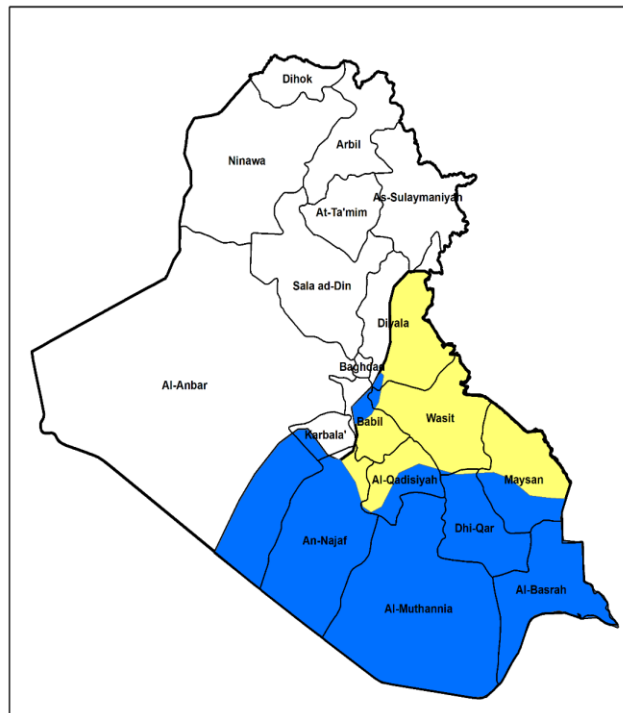 Dihok
Arbil
Ninawa
As-Sulaymaniyah
At-Ta'mim
Sala ad-Din
Diyala
Baghdad
Al-Anbar
Babil
Wasit
Karbala'
Al-Qadisiyah
Maysan
Dhi-Qar
An-Najaf
Al-Basrah
Al-Muthannia